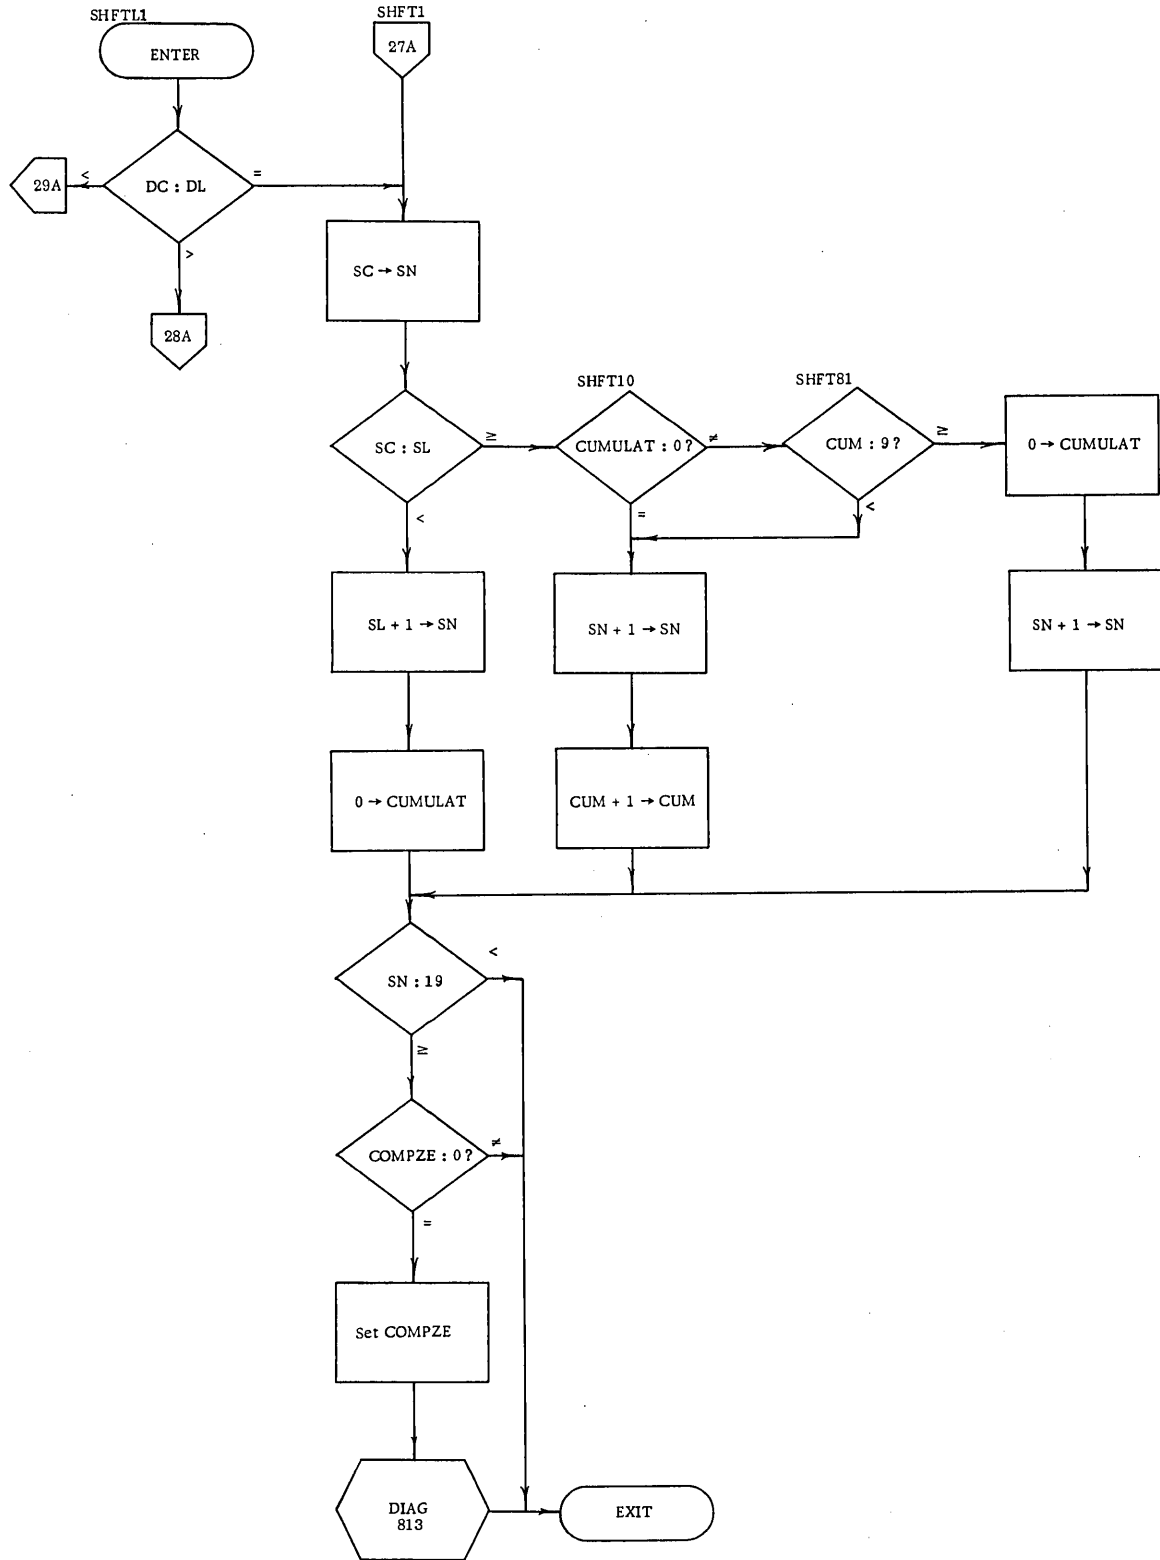 SHFTL1
SHFT1
ENTER
27A
29A
<
DC : DL
=
>
28A
SC → SN
SHFT10
SHFT81
SC : SL
≥
CUMULAT : 0?
≠
CUM : 9?
≥
0 → CUMULAT
<
=
<
SL + 1 → SN
SN + 1 → SN
SN + 1 → SN
0 → CUMULAT
CUM + 1 → CUM
SN : 19
<
≥
COMPZE : 0?
≠
=
Set COMPZE
DIAG
813
EXIT